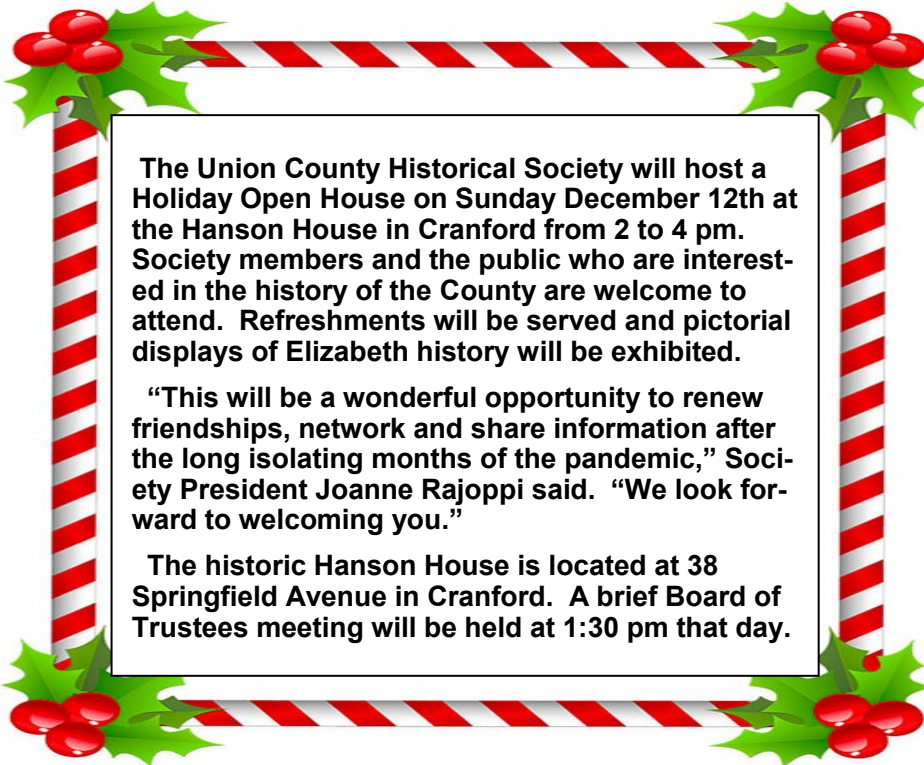 The Union County Historical Society will host a
Holiday Open House on Sunday December 12th at
the Hanson House in Cranford from 2 to 4 pm.
Society members and the public who are interest-
ed in the history of the County are welcome to
attend.  Refreshments will be served and pictorial
displays of Elizabeth history will be exhibited.
“This will be a wonderful opportunity to renew
friendships, network and share information after
the long isolating months of the pandemic,” Soci-
ety President Joanne Rajoppi said.  “We look for-
ward to welcoming you.”
The historic Hanson House is located at 38
Springfield Avenue in Cranford.  A brief Board of
Trustees meeting will be held at 1:30 pm that day.